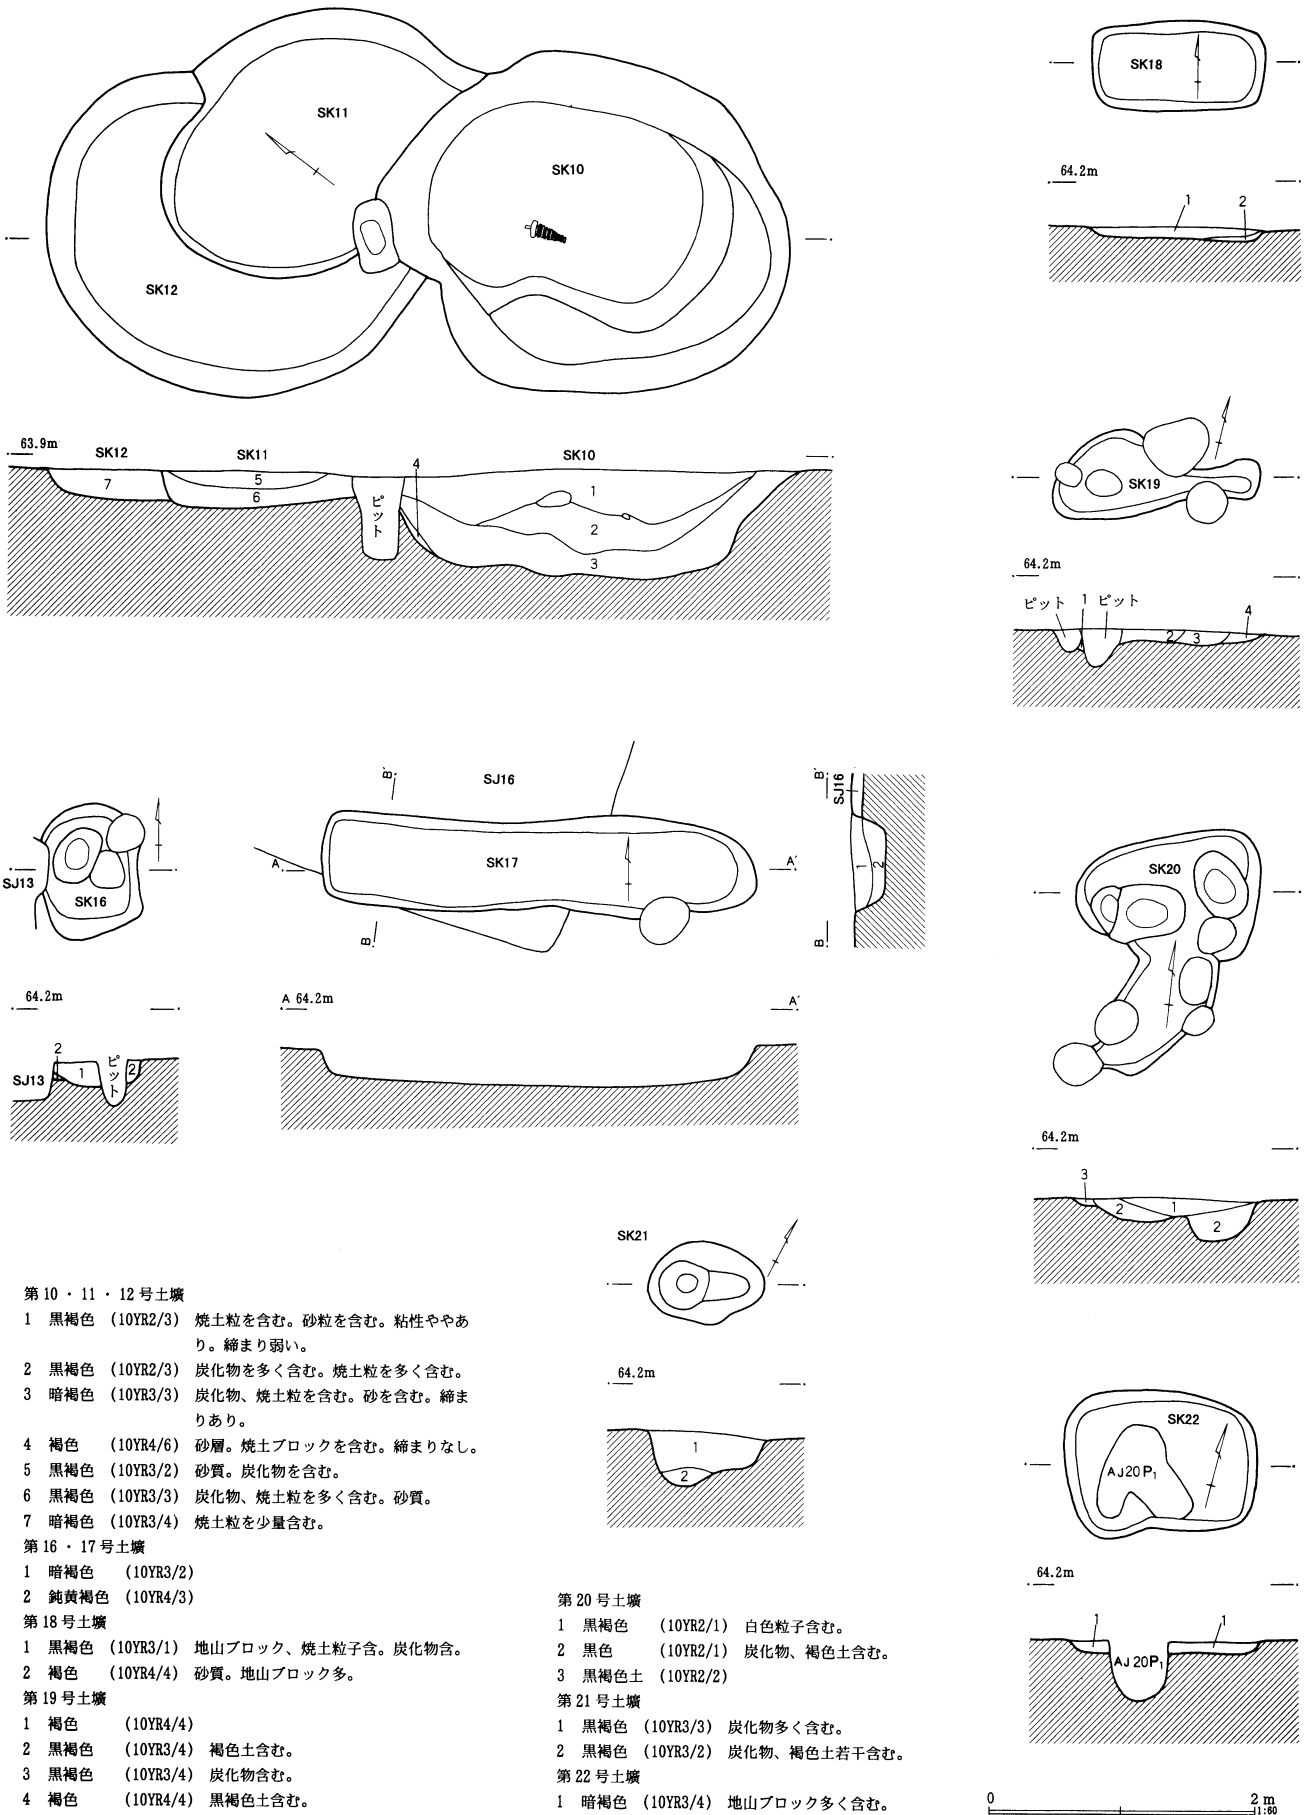 SK11
SK10
SK12
SK18
64.2m
1
2
63.9m
SK12
SK11
SK10
4
7
5
6
ピット
1
2
3
SK19
64.2m
ピット
1
ピット
2
3
4
SJ13
SK16
B'
SJ16
A
SK17
A'
B
B'
SJ16
1
2
B
SK20
64.2m
2
SJ13
1
ピット
2
A 64.2m
A'
64.2m
3
2
1
2
SK21
64.2m
1
2
SK22
AJ20P₁
64.2m
1
1
AJ20P₁
第10・11・12号土壙
1 黒褐色 (10YR2/3) 焼土粒を含む。砂粒を含む。粘性ややあ
り。締まり弱い。
2 黒褐色 (10YR2/3) 炭化物を多く含む。焼土粒を多く含む。
3 暗褐色 (10YR3/3) 炭化物、焼土粒を含む。砂を含む。締ま
りあり。
4 褐色 (10YR4/6) 砂層。焼土ブロックを含む。締まりなし。
5 黒褐色 (10YR3/2) 砂質。炭化物を含む。
6 黒褐色 (10YR3/3) 炭化物、焼土粒を多く含む。砂質。
7 暗褐色 (10YR3/4) 焼土粒を少量含む。
第16・17号土壙
1 暗褐色 (10YR3/2)
2 鈍黄褐色 (10YR4/3)
第18号土壙
1 黒褐色 (10YR3/1) 地山ブロック、焼土粒子含。炭化物含。
2 褐色 (10YR4/4) 砂質。地山ブロック多。
第19号土壙
1 褐色 (10YR4/4)
2 黒褐色 (10YR3/4) 褐色土含む。
3 黒褐色 (10YR3/4) 炭化物含む。
4 褐色 (10YR4/4) 黒褐色土含む。
第20号土壙
1 黒褐色 (10YR2/1) 白色粒子含む。
2 黒色 (10YR2/1) 炭化物、褐色土含む。
3 黒褐色土 (10YR2/2)
第21号土壙
1 黒褐色 (10YR3/3) 炭化物多く含む。
2 黒褐色 (10YR3/2) 炭化物、褐色土若干含む。
第22号土壙
1 暗褐色 (10YR3/4) 地山ブロック多く含む。
0 2m
1:60